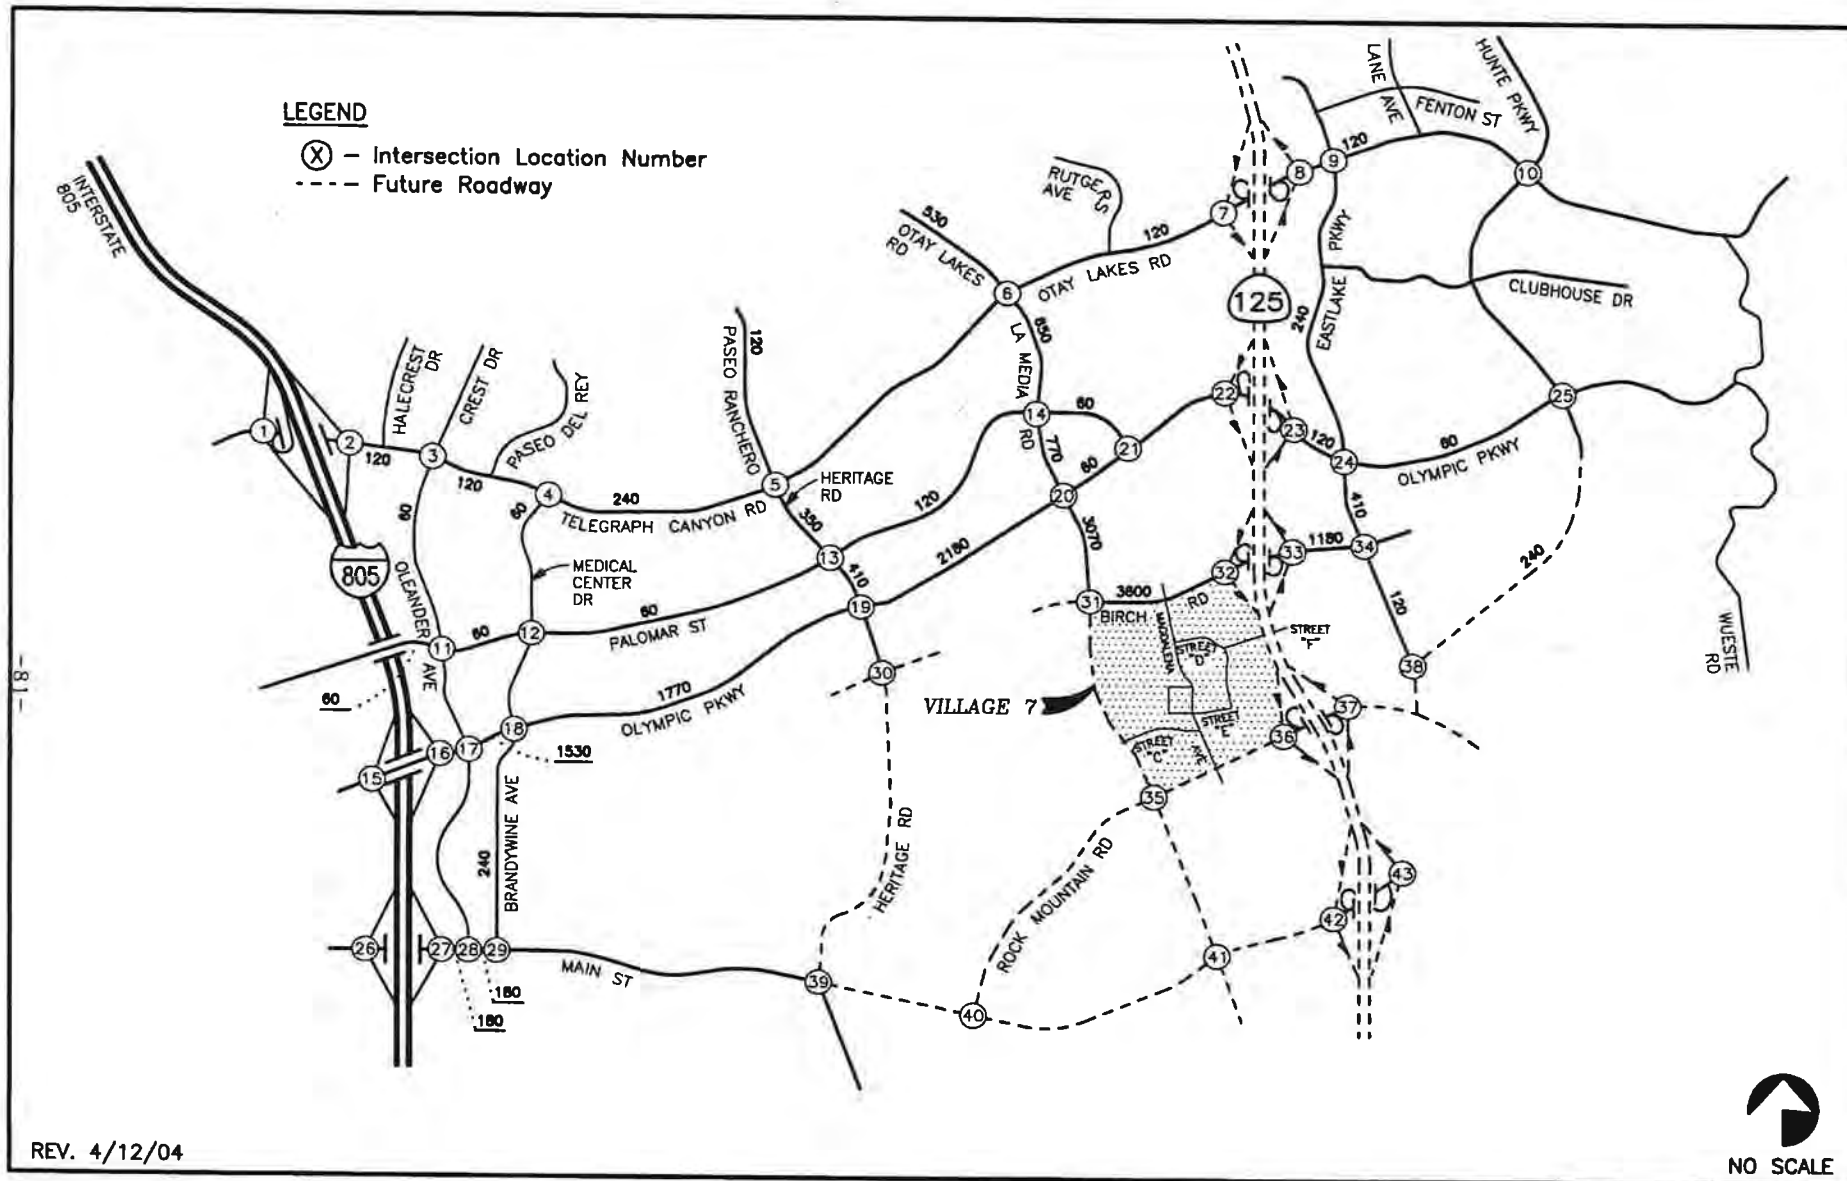 LEGEND
X – Intersection Location Number
---- – Future Roadway
INTERSTATE
805
HALECREST
DR
CREST DR
PASEO DEL REY
120
PASEO RANCHERO
530
OTAY LAKES
RD
RUTGERS
AVE
120
OTAY LAKES RD
LANE
AVE
FENTON ST
HUNTE PKWY
120
125
240
EASTLAKE
PKWY
CLUBHOUSE DR
LA MEDIA
RD
650
770
60
60
1
2
3
4
5
6
7
8
9
10
120
120
60
60
240
TELEGRAPH CANYON RD
HERITAGE
RD
350
410
120
805
OLEANDER
AVE
MEDICAL
CENTER
DR
60
60
PALOMAR ST
11
12
13
14
2180
1770
OLYMPIC PKWY
60
1530
15
16
17
18
19
20
21
22
23
24
25
120
60
OLYMPIC PKWY
410
1180
120
240
WUESTE
RD
3070
3600
BIRCH
RD
MAGDALENA
AVE
STREET
"D"
STREET
"F"
STREET
"E"
STREET
"C"
VILLAGE 7
30
31
32
33
34
35
36
37
38
240
BRANDYWINE AVE
HERITAGE RD
ROCK MOUNTAIN RD
26
27
28
29
MAIN ST
180
180
39
40
41
42
43
-81-
REV. 4/12/04
NO SCALE